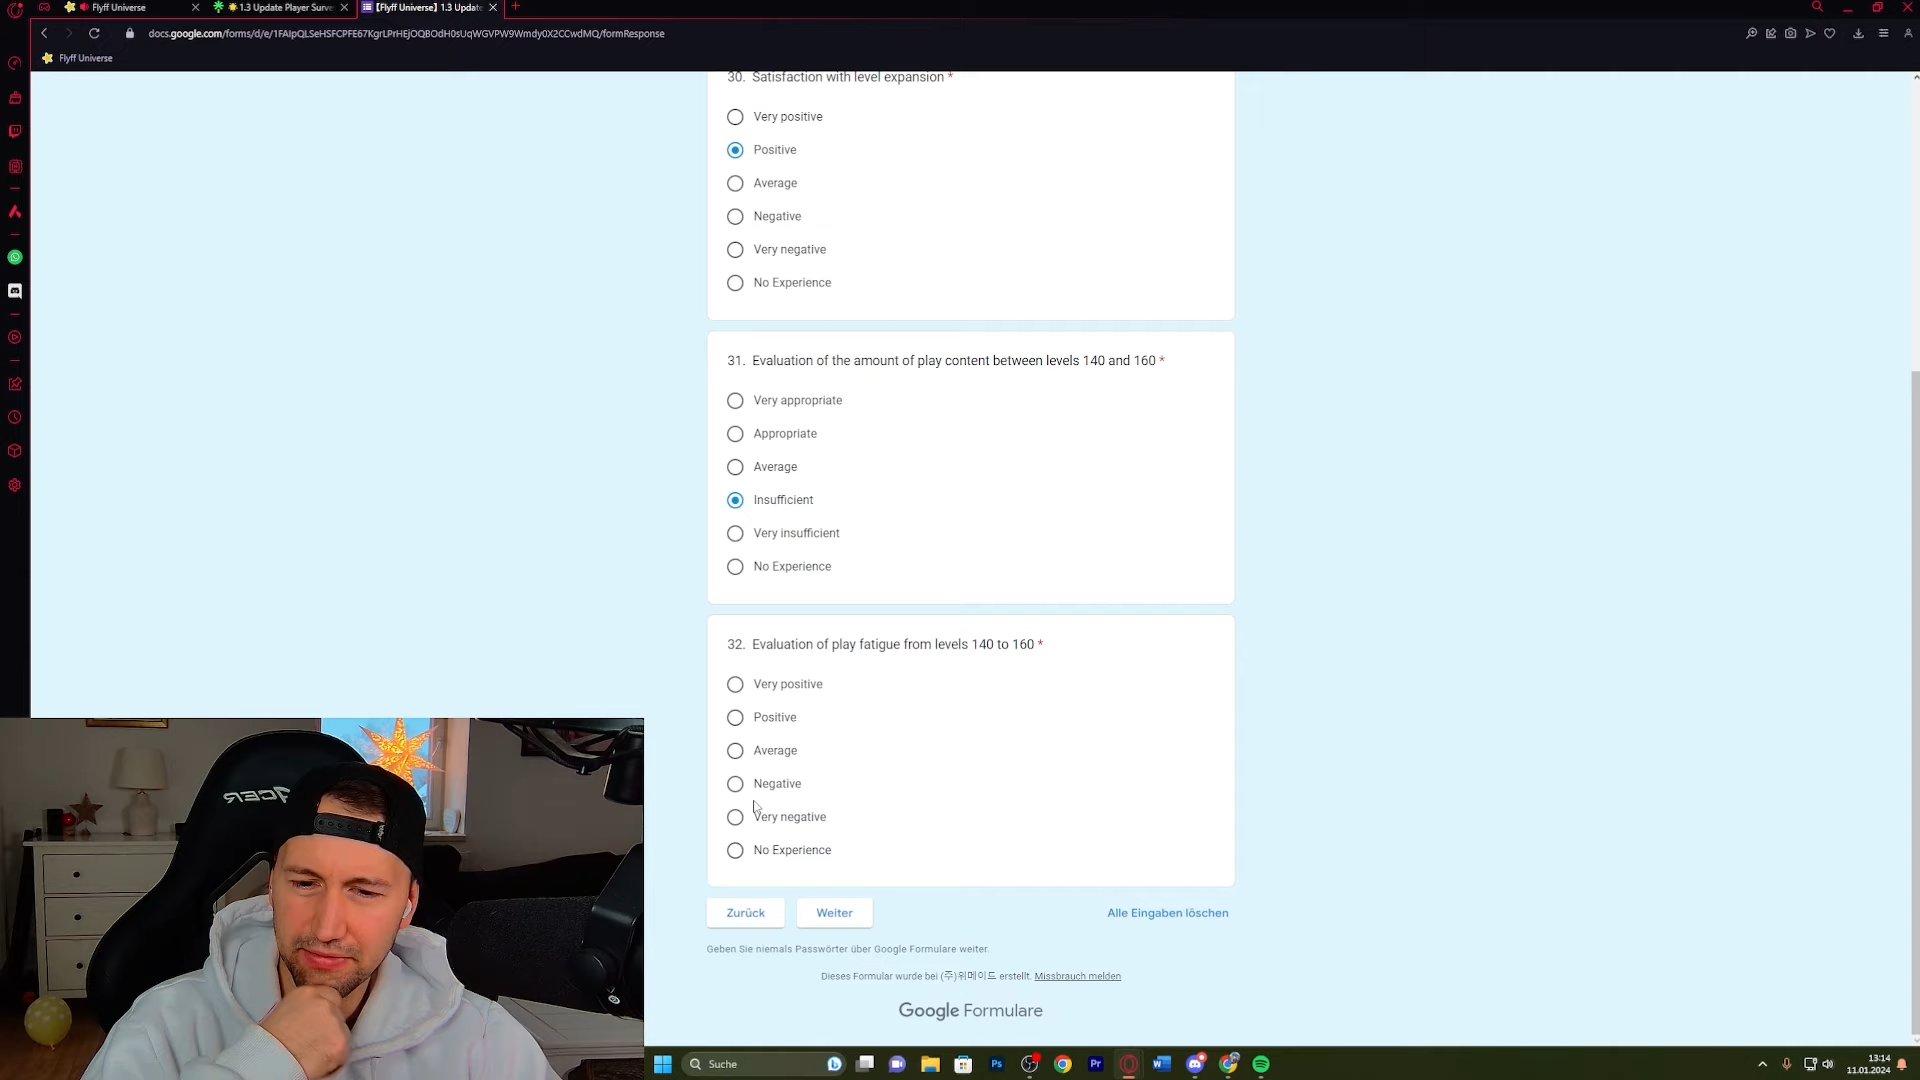 Flyff Universe
1.3 Update Player Surve
[Flyff Universe] 1.3 Update
docs.google.com/forms/d/e/1FAIpQLSeHSFCPFE67KgrLPrHEjOQBOdH0sUqWGVPW9Wmdy0X2CCwdMQ/formResponse
Flyff Universe
30. Satisfaction with level expansion *
Very positive
Positive
Average
Negative
Very negative
No Experience
31. Evaluation of the amount of play content between levels 140 and 160 *
Very appropriate
Appropriate
Average
Insufficient
Very insufficient
No Experience
32. Evaluation of play fatigue from levels 140 to 160 *
Very positive
Positive
Average
Negative
Very negative
No Experience
Zurück Weiter Alle Eingaben löschen
Geben Sie niemals Passwörter über Google Formulare weiter.
Dieses Formular wurde bei (주)위메이드 erstellt. Missbrauch melden
Google Formulare
acer
Suche
Ps
Pr
W
13:14
11.01.2024